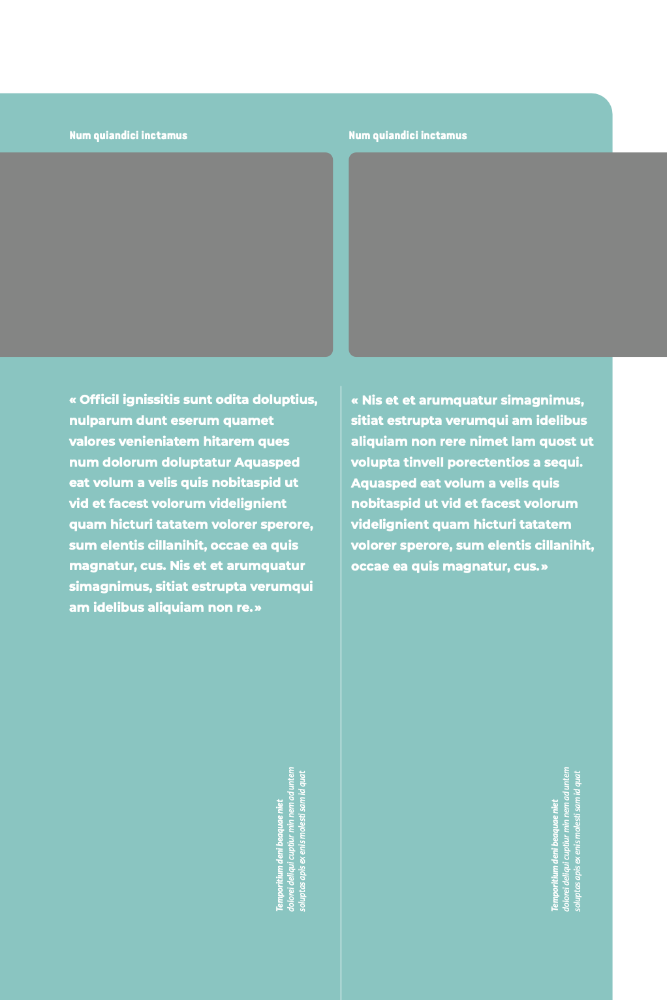 Num quiandici inctamus
Num quiandici inctamus
« Officil ignissitis sunt odita doluptius,
nulparum dunt eserum quamet
valores venieniatem hitarem ques
num dolorum doluptatur Aquasped
eat volum a velis quis nobitaspid ut
vid et facest volorum videlignient
quam hicturi tatatem volorer sperore,
sum elentis cillanihit, occae ea quis
magnatur, cus. Nis et et arumquatur
simagnimus, sitiat estrupta verumqui
am idelibus aliquiam non re. »
« Nis et et arumquatur simagnimus,
sitiat estrupta verumqui am idelibus
aliquiam non rere nimet lam quost ut
volupta tinvell porectentios a sequi.
Aquasped eat volum a velis quis
nobitaspid ut vid et facest volorum
videlignient quam hicturi tatatem
volorer sperore, sum elentis cillanihit,
occae ea quis magnatur, cus. »
Temporitium deni beaquae niet
dolorei deliqui cuptiur min nem ad untem
soluptas apis ex enis molesti sam id quat
Temporitium deni beaquae niet
dolorei deliqui cuptiur min nem ad untem
soluptas apis ex enis molesti sam id quat